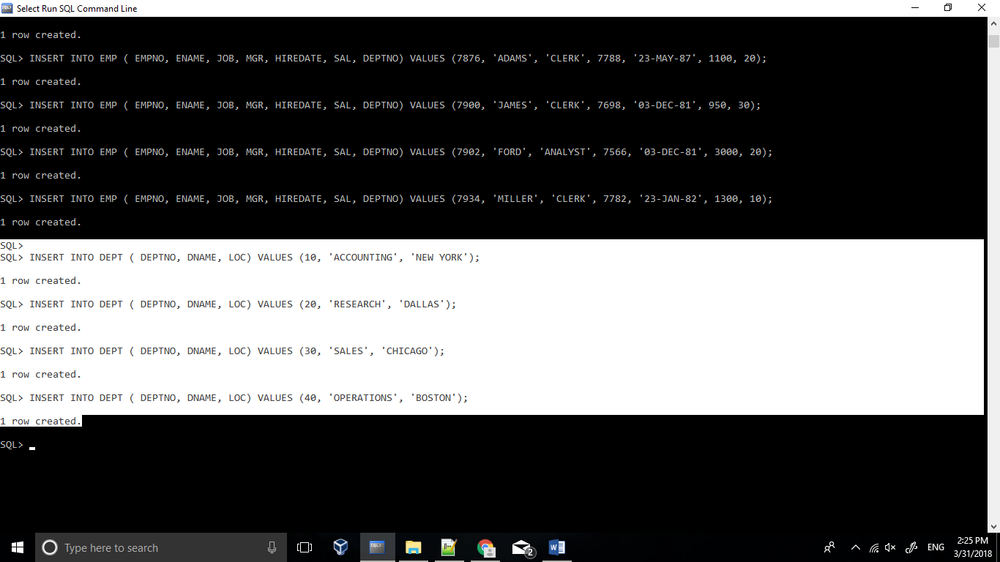 Select Run SQL Command Line
1 row created.
SQL> INSERT INTO EMP ( EMPNO, ENAME, JOB, MGR, HIREDATE, SAL, DEPTNO) VALUES (7876, 'ADAMS', 'CLERK', 7788, '23-MAY-87', 1100, 20);
1 row created.
SQL> INSERT INTO EMP ( EMPNO, ENAME, JOB, MGR, HIREDATE, SAL, DEPTNO) VALUES (7900, 'JAMES', 'CLERK', 7698, '03-DEC-81', 950, 30);
1 row created.
SQL> INSERT INTO EMP ( EMPNO, ENAME, JOB, MGR, HIREDATE, SAL, DEPTNO) VALUES (7902, 'FORD', 'ANALYST', 7566, '03-DEC-81', 3000, 20);
1 row created.
SQL> INSERT INTO EMP ( EMPNO, ENAME, JOB, MGR, HIREDATE, SAL, DEPTNO) VALUES (7934, 'MILLER', 'CLERK', 7782, '23-JAN-82', 1300, 10);
1 row created.
SQL>
SQL> INSERT INTO DEPT ( DEPTNO, DNAME, LOC) VALUES (10, 'ACCOUNTING', 'NEW YORK');
1 row created.
SQL> INSERT INTO DEPT ( DEPTNO, DNAME, LOC) VALUES (20, 'RESEARCH', 'DALLAS');
1 row created.
SQL> INSERT INTO DEPT ( DEPTNO, DNAME, LOC) VALUES (30, 'SALES', 'CHICAGO');
1 row created.
SQL> INSERT INTO DEPT ( DEPTNO, DNAME, LOC) VALUES (40, 'OPERATIONS', 'BOSTON');
1 row created.
SQL>
Type here to search
2
ENG
2:25 PM
3/31/2018